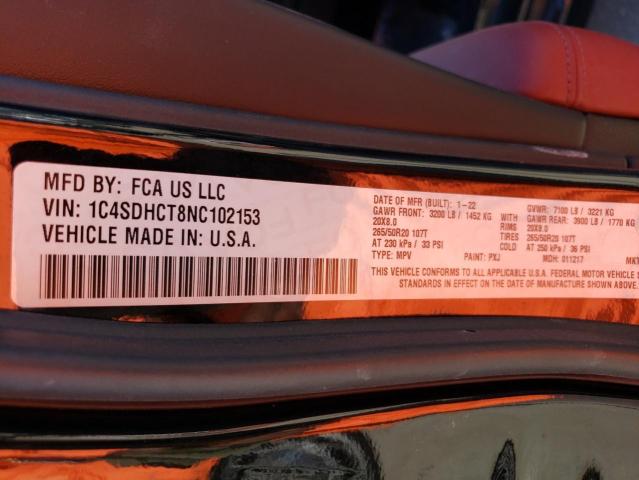 MFD BY: FCA US LLC
VIN: 1C4SDHCT8NC102153
VEHICLE MADE IN: U.S.A.
DATE OF MFR (BUILT): 1-22 GVWR: 7100 LB / 3221 KG
GAWR FRONT: 3200 LB / 1452 KG GAWR REAR: 3900 LB / 1770 KG
20X8.0 RIMS 20X8.0
265/50R20 107T TIRES 265/50R20 107T
AT 230 kPa / 33 PSI COLD AT 250 kPa / 36 PSI
TYPE: MPV PAINT: PXJ MDH: 011217 MKT
THIS VEHICLE CONFORMS TO ALL APPLICABLE U.S.A. FEDERAL MOTOR VEHICLE S
STANDARDS IN EFFECT ON THE DATE OF MANUFACTURE SHOWN ABOVE.